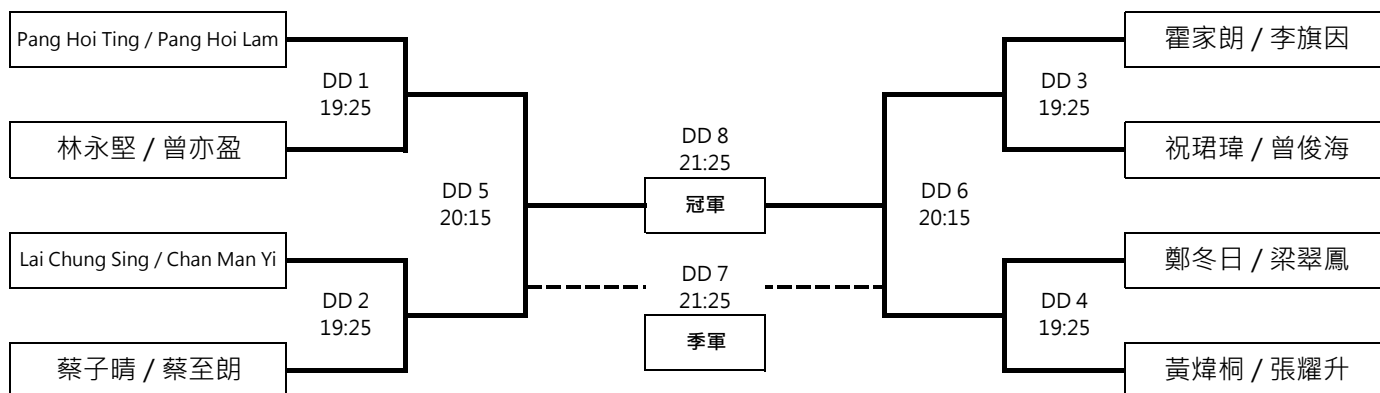 Pang Hoi Ting / Pang Hoi Lam
DD 1
19:25
林永堅 / 曾亦盈
DD 5
20:15
Lai Chung Sing / Chan Man Yi
DD 2
19:25
蔡子晴 / 蔡至朗
DD 8
21:25
冠軍
DD 7
21:25
季軍
霍家朗 / 李旗因
DD 3
19:25
祝珺瑋 / 曾俊海
DD 6
20:15
鄭冬日 / 梁翠鳳
DD 4
19:25
黃煒桐 / 張耀升